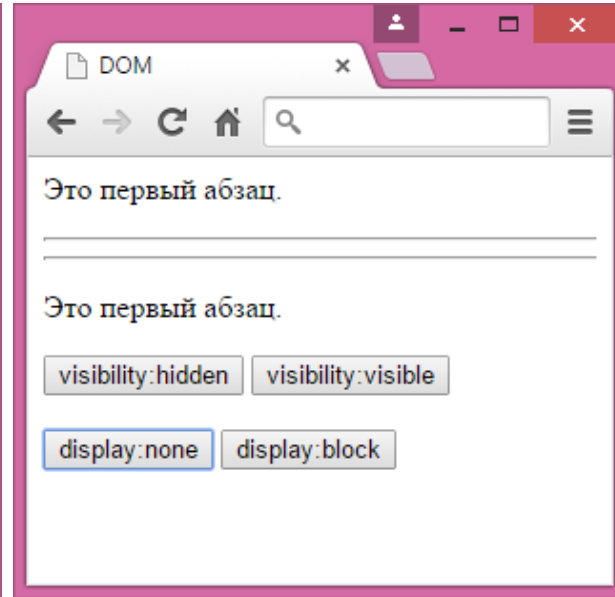 DOM
Это первый абзац.
Это первый абзац.
visibility:hidden visibility:visible
display:none display:block